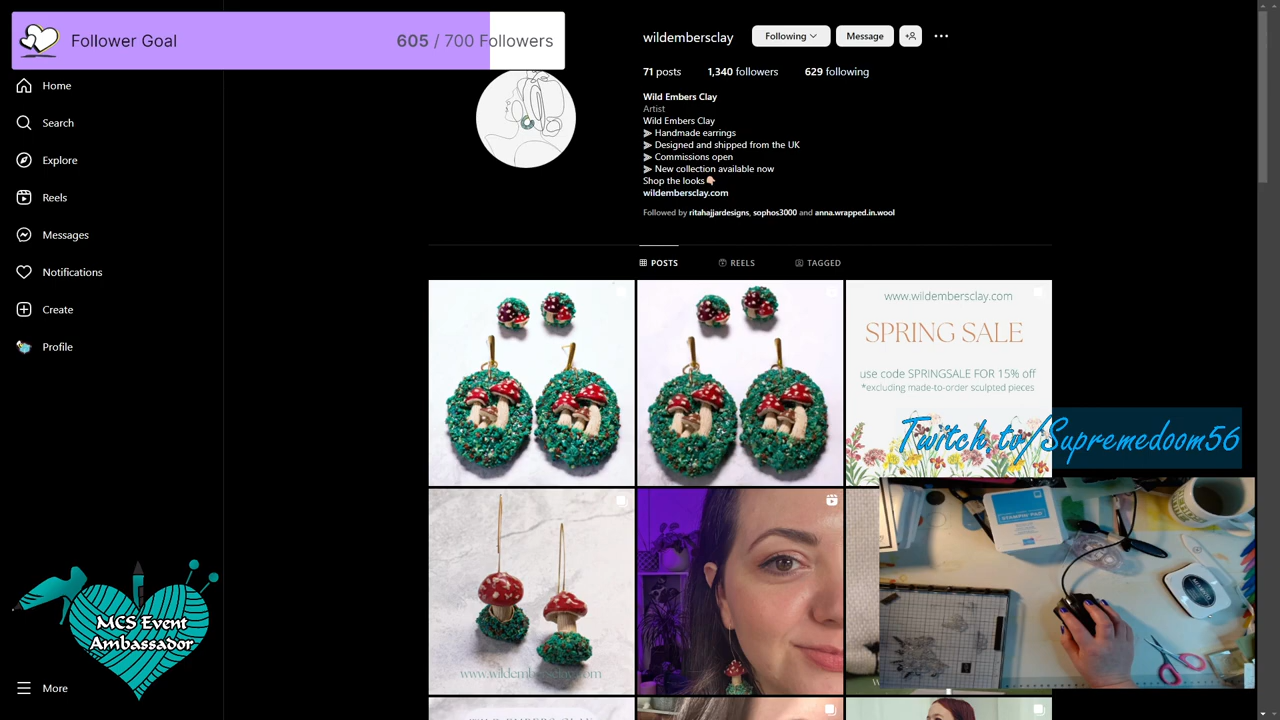 Follower Goal
605 / 700 Followers
Home
Search
Explore
Reels
Messages
Notifications
Create
Profile
MCS Event
Ambassador
More
wildembersclay
Following
Message
71 posts
1,340 followers
629 following
Wild Embers Clay
Artist
Wild Embers Clay
⫸ Handmade earrings
⫸ Designed and shipped from the UK
⫸ Commissions open
⫸ New collection available now
Shop the looks👇🏼
wildembersclay.com
Followed by ritahajjardesigns, sophos3000 and anna.wrapped.in.wool
POSTS
REELS
TAGGED
www.wildembersclay.com
SPRING SALE
use code SPRINGSALE FOR 15% off
*excluding made-to-order sculpted pieces
Twitch.tv/Supremedoom56
www.wildembersclay.com